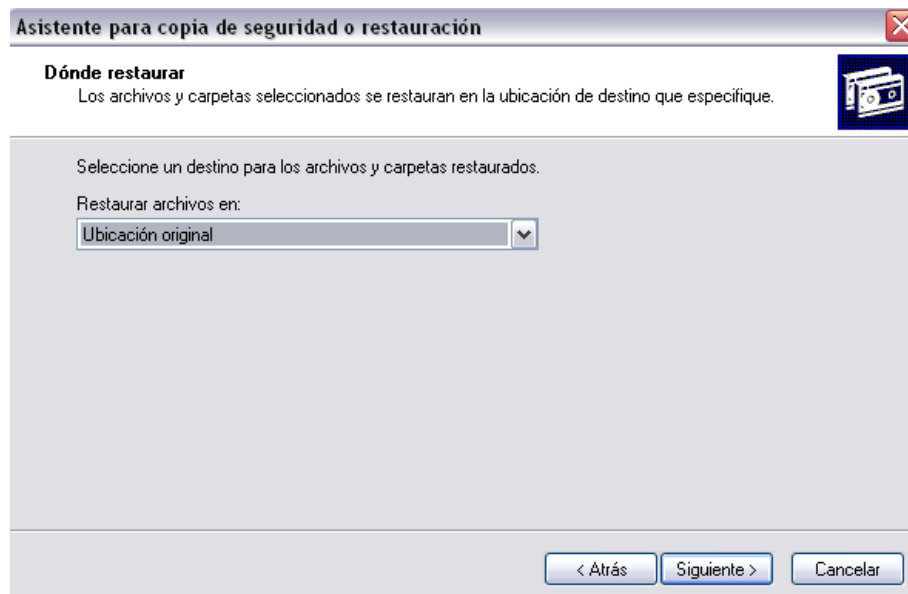 Asistente para copia de seguridad o restauración
Dónde restaurar
Los archivos y carpetas seleccionados se restauran en la ubicación de destino que especifique.
Seleccione un destino para los archivos y carpetas restaurados.
Restaurar archivos en:
Ubicación original
< Atrás Siguiente > Cancelar